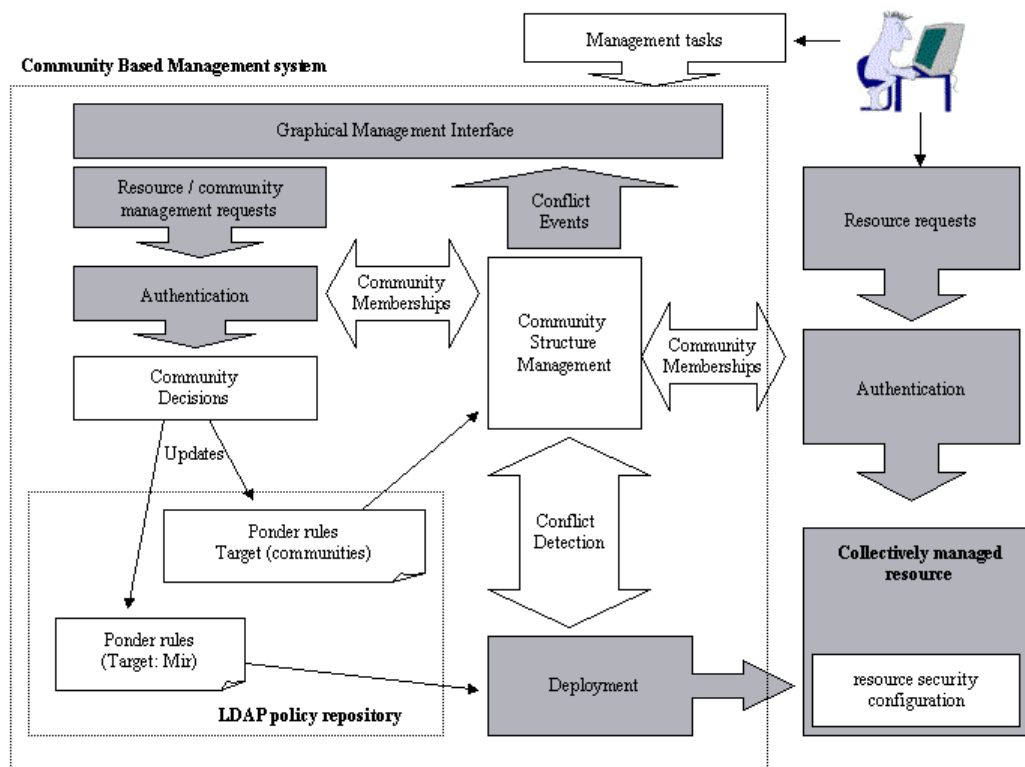 Management tasks
Community Based Management system
Graphical Management Interface
Resource / community
management requests
Conflict
Events
Resource requests
Authentication
Community
Memberships
Community
Structure
Management
Community
Memberships
Authentication
Community
Decisions
Updates
Ponder rules
Target (communities)
Conflict
Detection
Collectively managed
resource
Ponder rules
(Target: Mir)
Deployment
resource security
configuration
LDAP policy repository